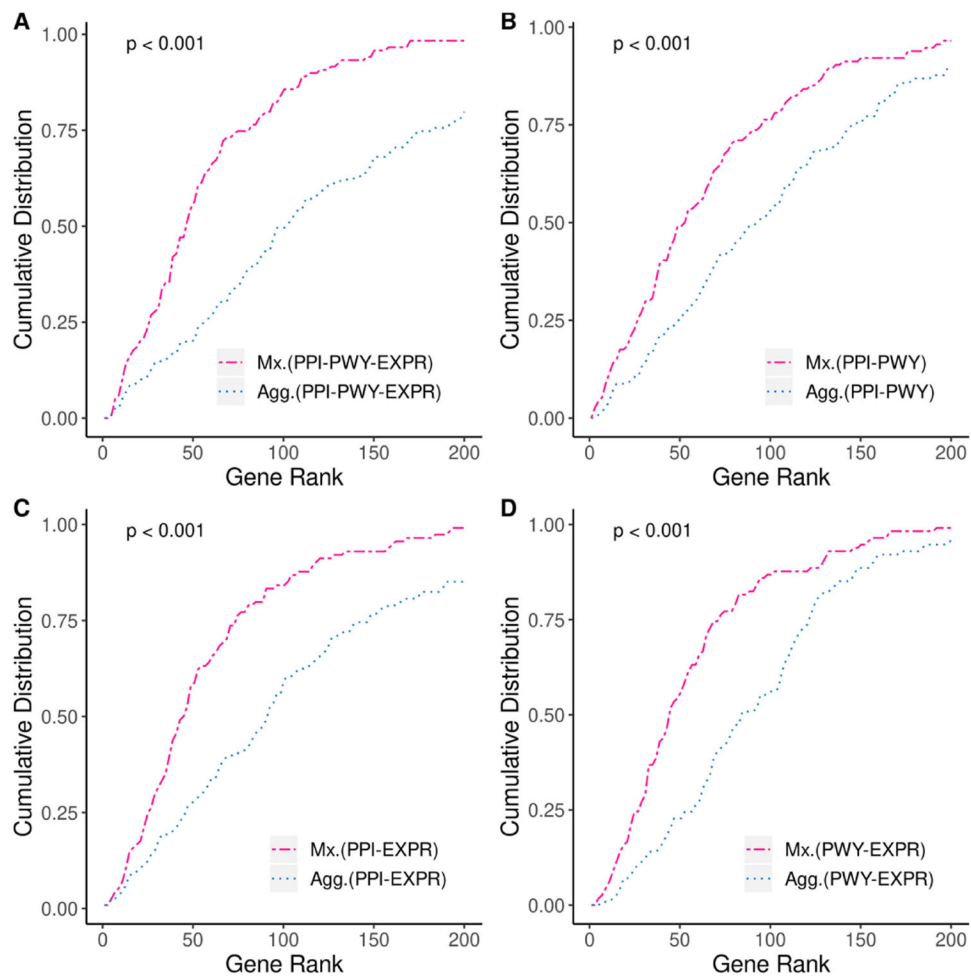 A
p < 0.001
1.00
0.75
0.50
0.25
0.00
Cumulative Distribution
Mx.(PPI-PWY-EXPR)
Agg.(PPI-PWY-EXPR)
0 50 100 150 200
Gene Rank
B
p < 0.001
1.00
0.75
0.50
0.25
0.00
Cumulative Distribution
Mx.(PPI-PWY)
Agg.(PPI-PWY)
0 50 100 150 200
Gene Rank
C
p < 0.001
1.00
0.75
0.50
0.25
0.00
Cumulative Distribution
Mx.(PPI-EXPR)
Agg.(PPI-EXPR)
0 50 100 150 200
Gene Rank
D
p < 0.001
1.00
0.75
0.50
0.25
0.00
Cumulative Distribution
Mx.(PWY-EXPR)
Agg.(PWY-EXPR)
0 50 100 150 200
Gene Rank